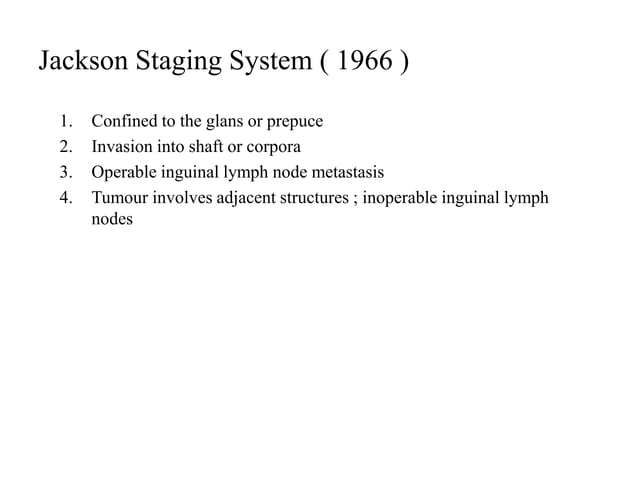 Jackson Staging System ( 1966 )
1. Confined to the glans or prepuce
2. Invasion into shaft or corpora
3. Operable inguinal lymph node metastasis
4. Tumour involves adjacent structures ; inoperable inguinal lymph
nodes